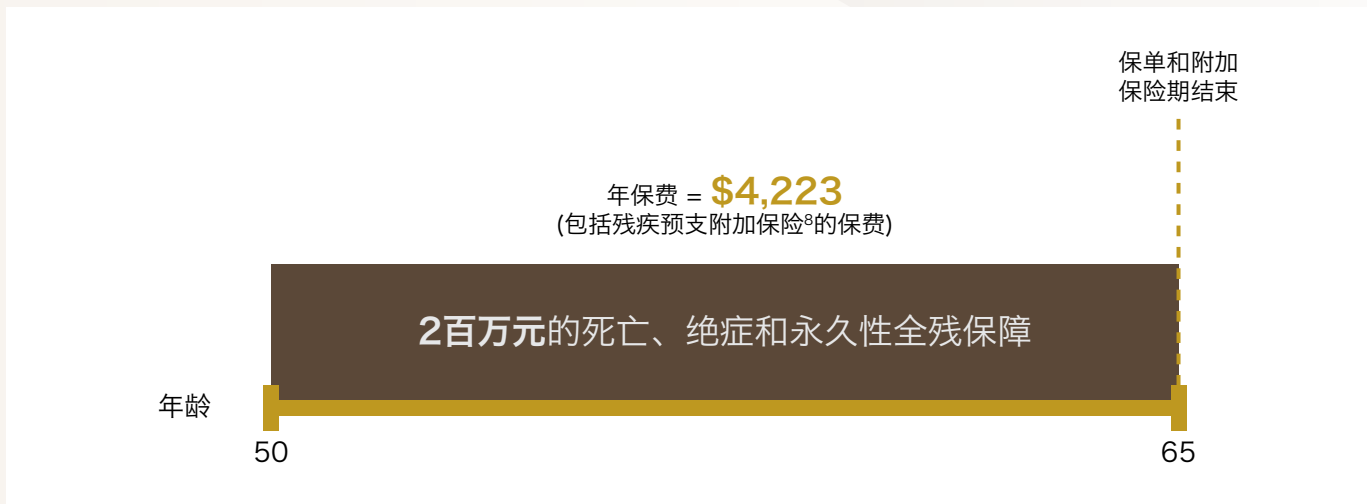 保单和附加
保险期结束
年保费 = $4,223
(包括残疾预支附加保险⁸的保费)
2百万元的死亡、绝症和永久性全残保障
年龄
50
65